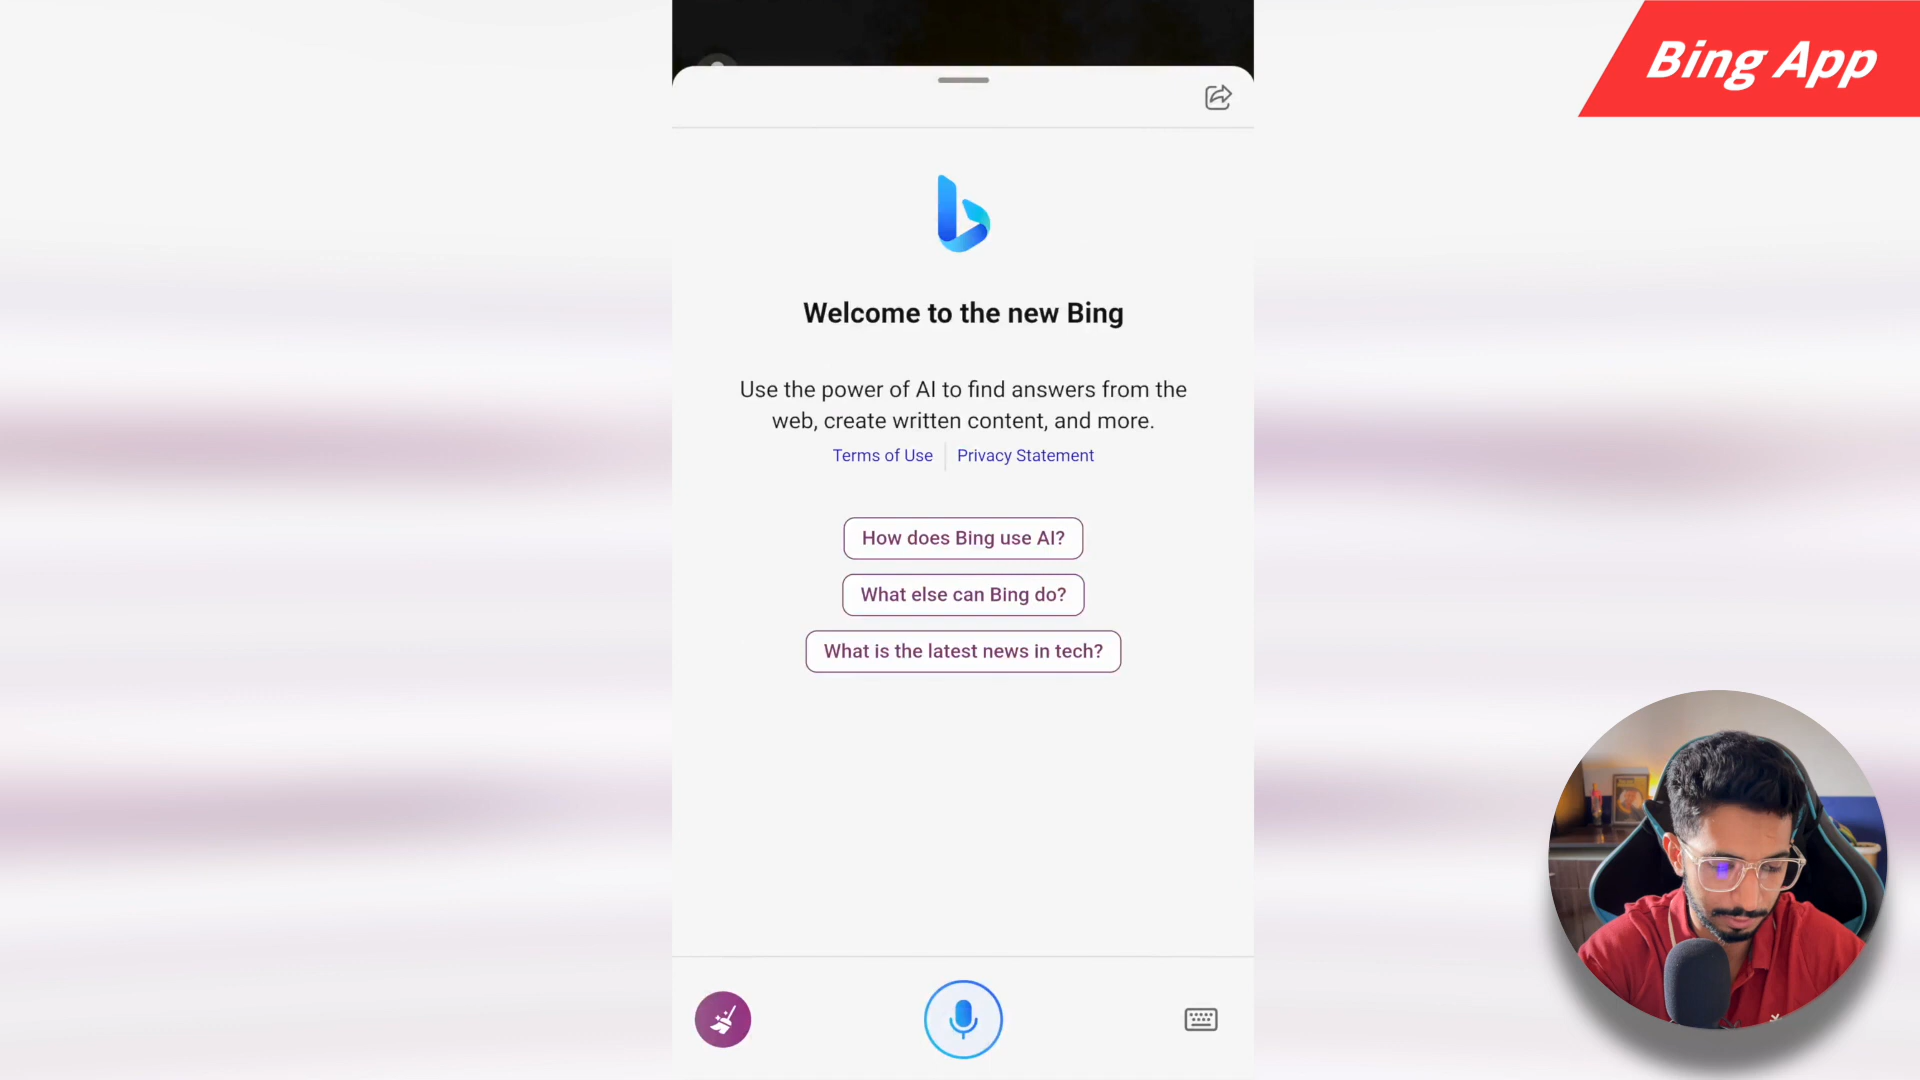 Bing App
Welcome to the new Bing
Use the power of AI to find answers from the
web, create written content, and more.
Terms of Use
Privacy Statement
How does Bing use AI?
What else can Bing do?
What is the latest news in tech?